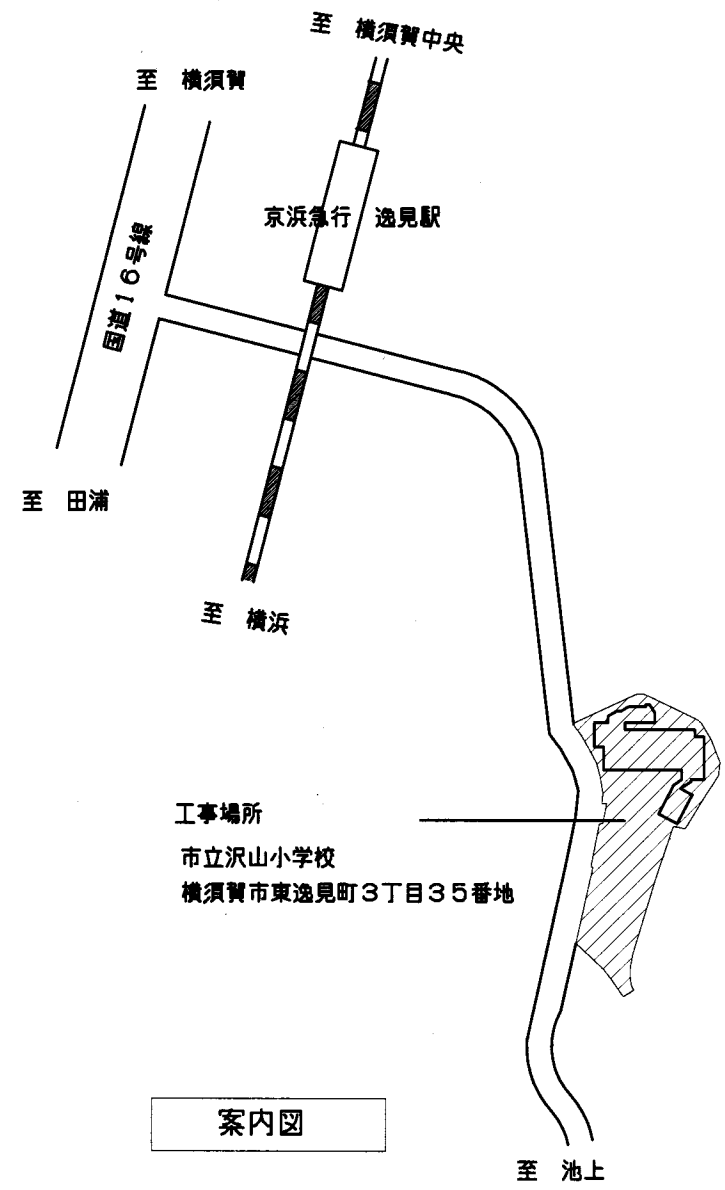 至　横須賀中央
至　横須賀
京浜急行　逸見駅
国道１６号線
至　田浦
至　横浜
工事場所
市立沢山小学校
横須賀市東逸見町３丁目３５番地
案内図
至　池上